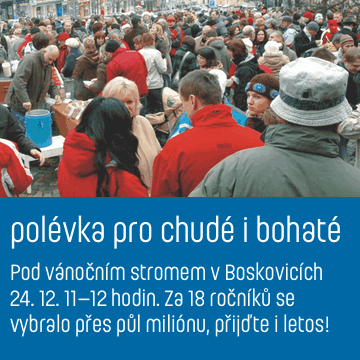 polévka pro chudé i bohaté
Pod vánočním stromem v Boskovicích
24. 12. 11–12 hodin. Za 18 ročníků se
vybralo přes půl miliónu, přijďte i letos!